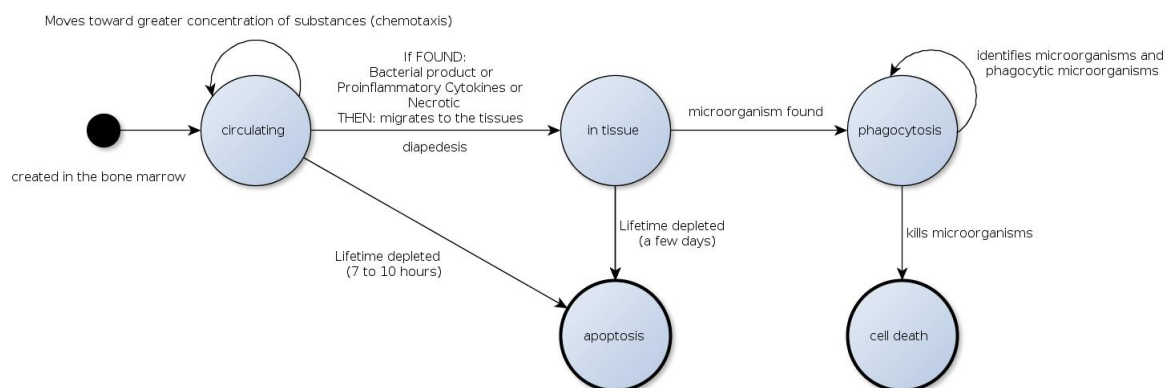 Moves toward greater concentration of substances (chemotaxis)
If FOUND:
Bacterial product or
Proinflammatory Cytokines or
Necrotic
THEN: migrates to the tissues
diapedesis
identifies microorganisms and
phagocytic microorganisms
circulating
in tissue
microorganism found
phagocytosis
created in the bone marrow
Lifetime depleted
(7 to 10 hours)
Lifetime depleted
(a few days)
kills microorganisms
apoptosis
cell death